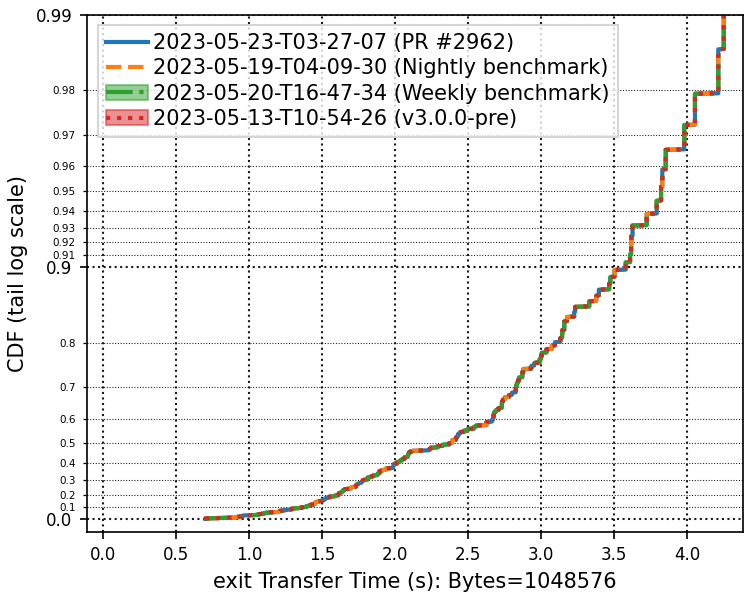 0.99
2023-05-23-T03-27-07 (PR #2962)
2023-05-19-T04-09-30 (Nightly benchmark)
2023-05-20-T16-47-34 (Weekly benchmark)
2023-05-13-T10-54-26 (v3.0.0-pre)
0.98
0.97
0.96
0.95
0.94
0.93
0.92
0.91
0.9
0.8
0.7
0.6
0.5
0.4
0.3
0.2
0.1
0.0
CDF (tail log scale)
0.0 0.5 1.0 1.5 2.0 2.5 3.0 3.5 4.0
exit Transfer Time (s): Bytes=1048576